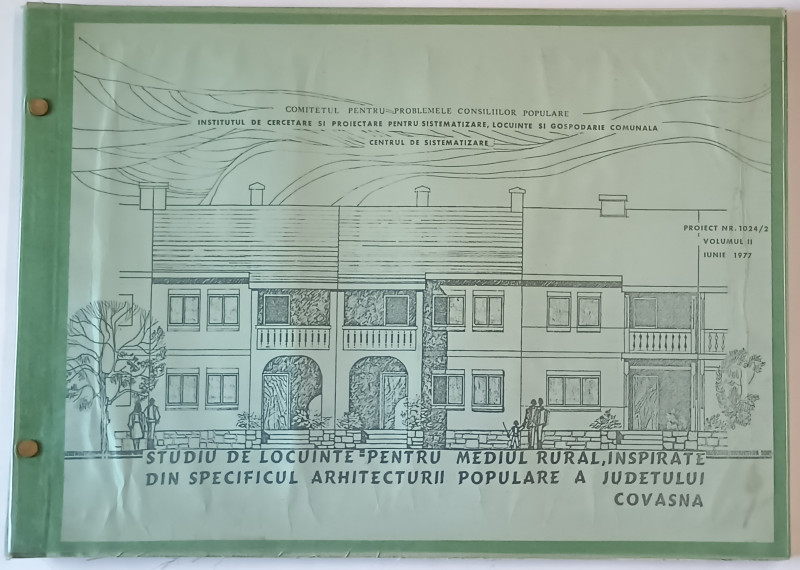 COMITETUL PENTRU PROBLEMELE CONSILIILOR POPULARE
INSTITUTUL DE CERCETARE SI PROIECTARE PENTRU SISTEMATIZARE, LOCUINTE SI GOSPODARIE COMUNALA
CENTRUL DE SISTEMATIZARE
PROIECT NR. 1024/2
VOLUMUL II
IUNIE 1977
STUDIU DE LOCUINTE PENTRU MEDIUL RURAL, INSPIRATE
DIN SPECIFICUL ARHITECTURII POPULARE A JUDETULUI
COVASNA